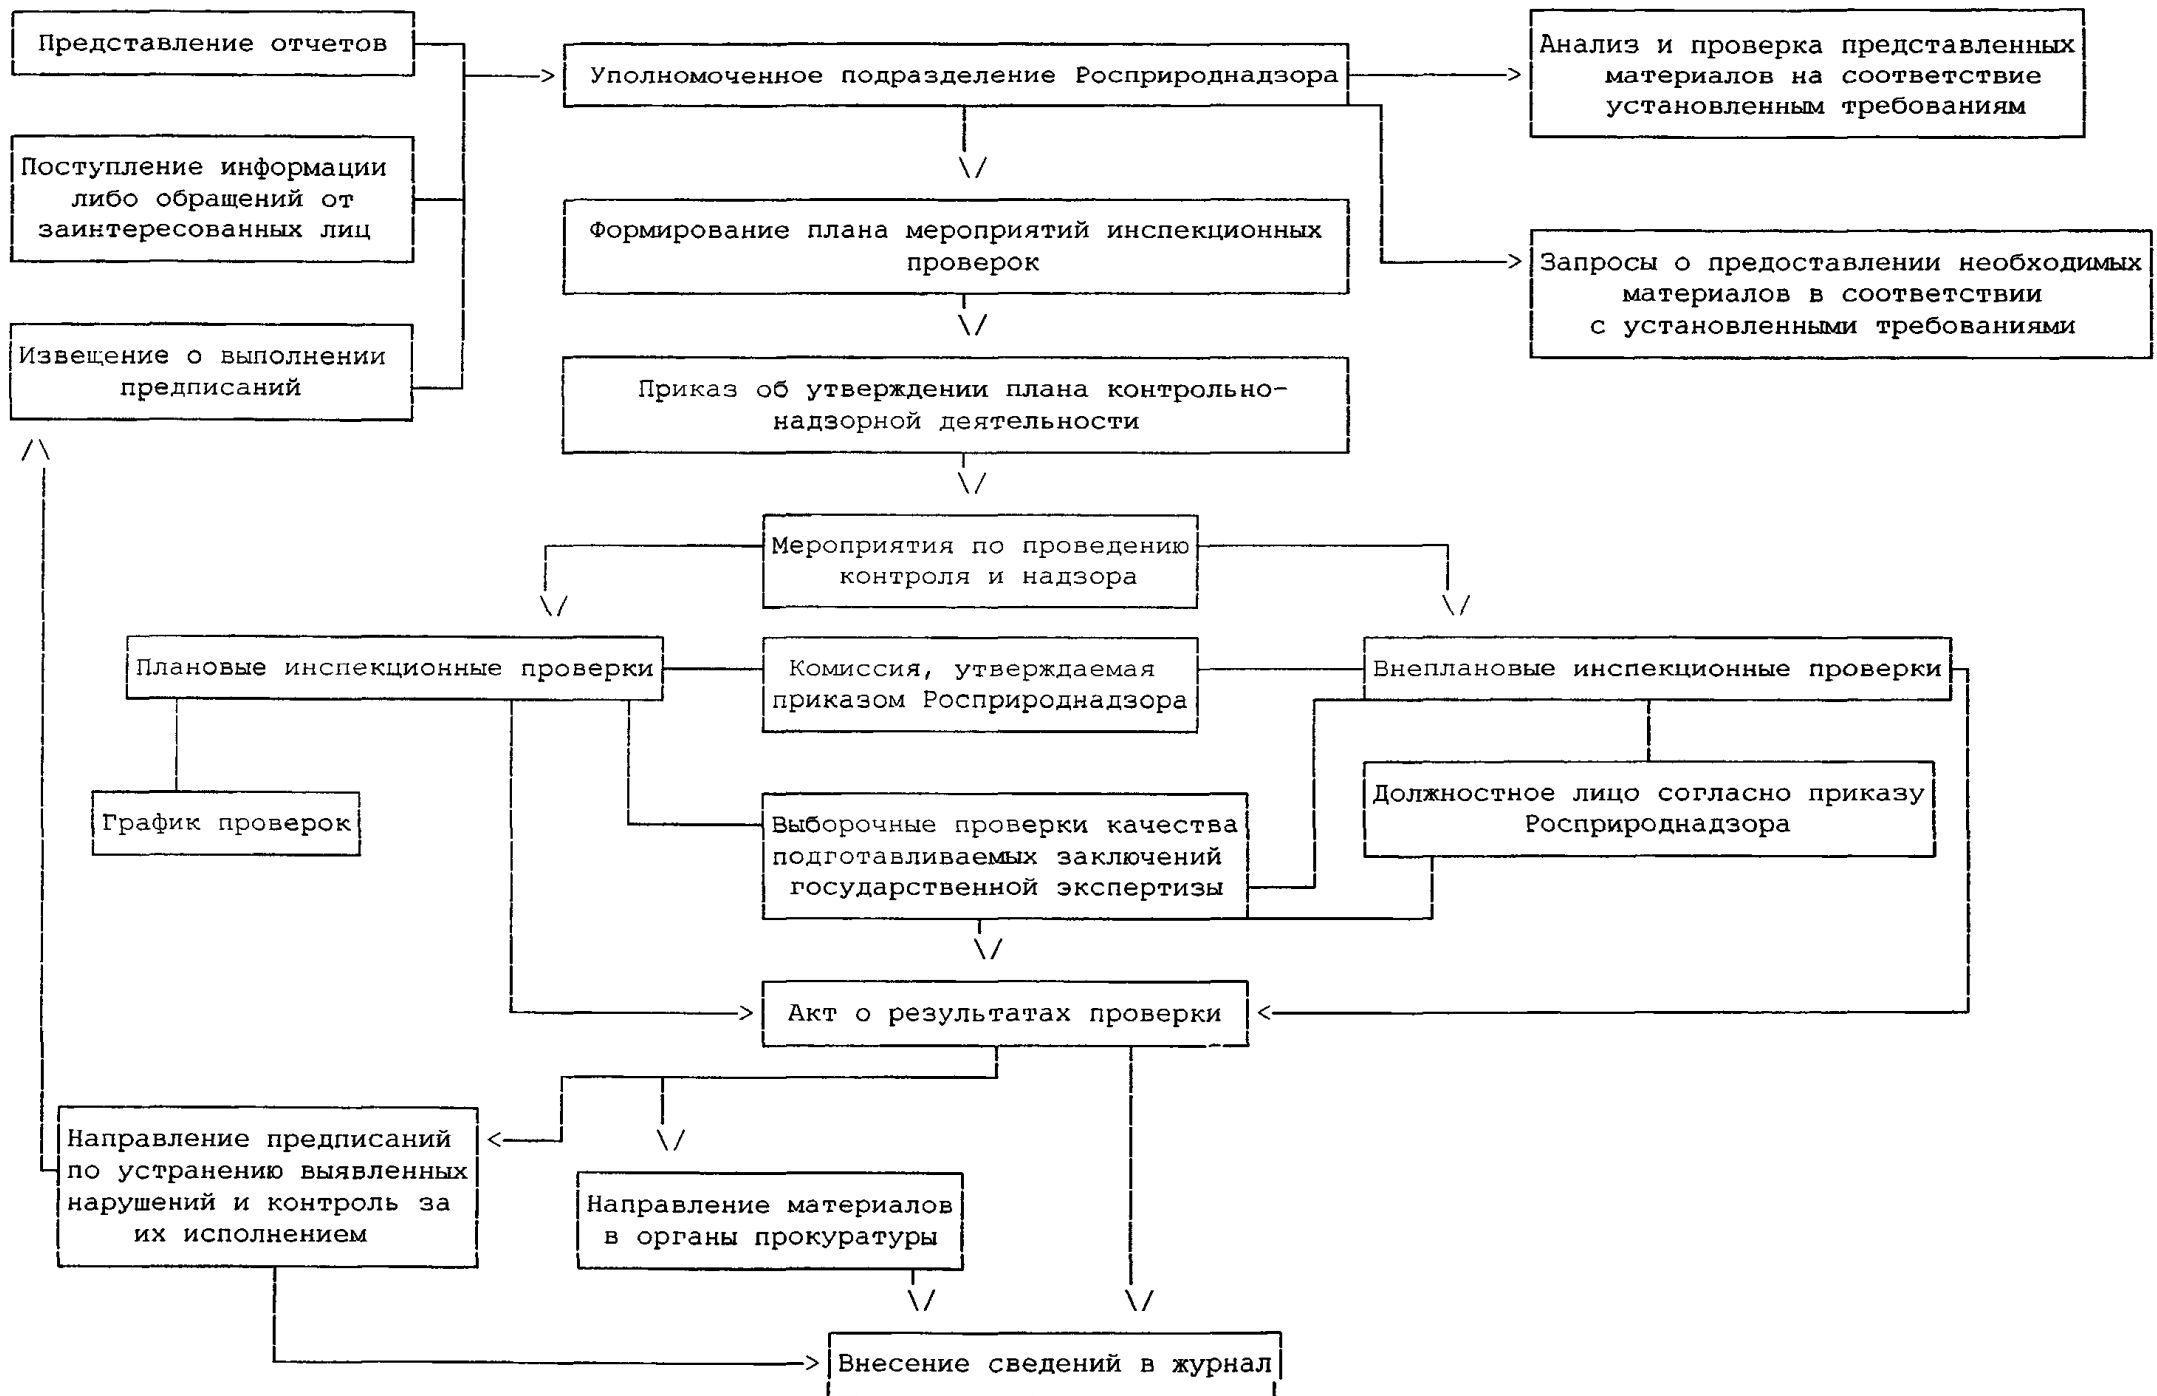 Представление отчетов
Уполномоченное подразделение Росприроднадзора
Анализ и проверка представленных
материалов на соответствие
установленным требованиям
Поступление информации
либо обращений от
заинтересованных лиц
Формирование плана мероприятий инспекционных
проверок
Запросы о предоставлении необходимых
материалов в соответствии
с установленными требованиями
Извещение о выполнении
предписаний
Приказ об утверждении плана контрольно-
надзорной деятельности
Мероприятия по проведению
контроля и надзора
Плановые инспекционные проверки
Комиссия, утверждаемая
приказом Росприроднадзора
Внеплановые инспекционные проверки
График проверок
Выборочные проверки качества
подготавливаемых заключений
государственной экспертизы
Должностное лицо согласно приказу
Росприроднадзора
Акт о результатах проверки
Направление предписаний
по устранению выявленных
нарушений и контроль за
их исполнением
Направление материалов
в органы прокуратуры
Внесение сведений в журнал